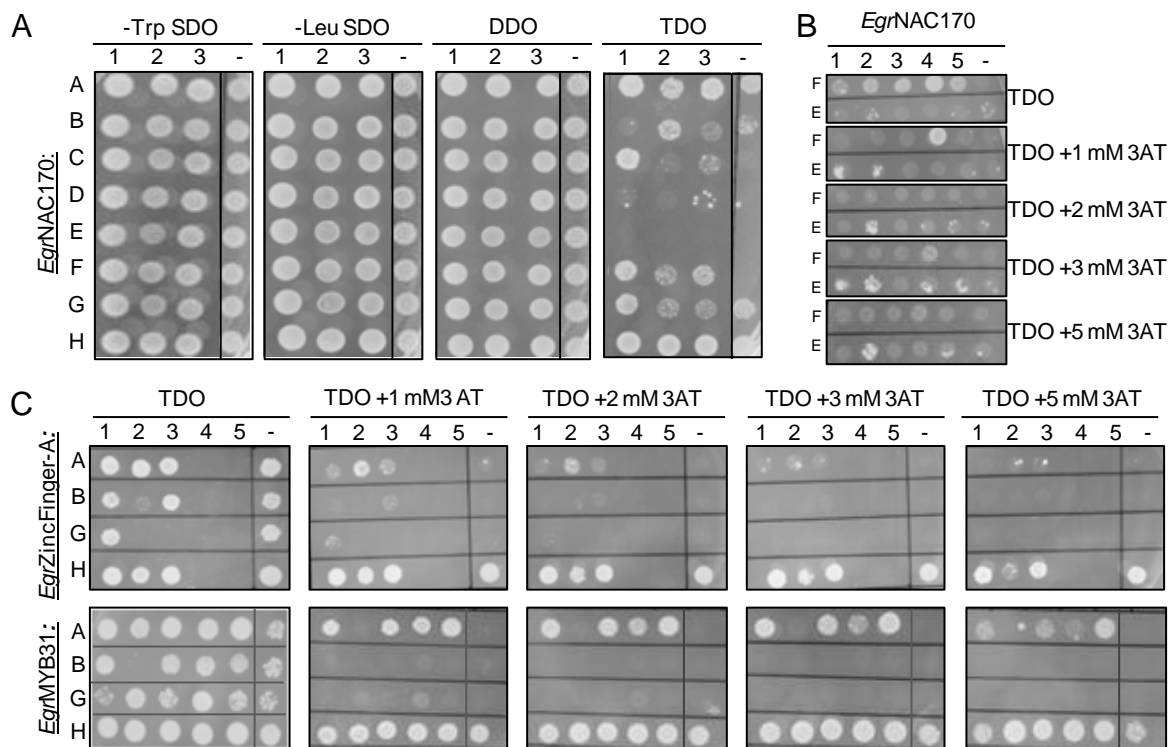 A
-Trp SDO -Leu SDO DDO TDO
1 2 3 - 1 2 3 - 1 2 3 - 1 2 3 -
EgrNAC170:
A
B
C
D
E
F
G
H
B
EgrNAC170
1 2 3 4 5 -
F
E
TDO
F
E
TDO +1 mM 3AT
F
E
TDO +2 mM 3AT
F
E
TDO +3 mM 3AT
F
E
TDO +5 mM 3AT
C
TDO TDO +1 mM3 AT TDO +2 mM 3AT TDO +3 mM 3AT TDO +5 mM 3AT
1 2 3 4 5 - 1 2 3 4 5 - 1 2 3 4 5 - 1 2 3 4 5 - 1 2 3 4 5 -
EgrZincFinger-A:
A
B
G
H
EgrMYB31:
A
B
G
H